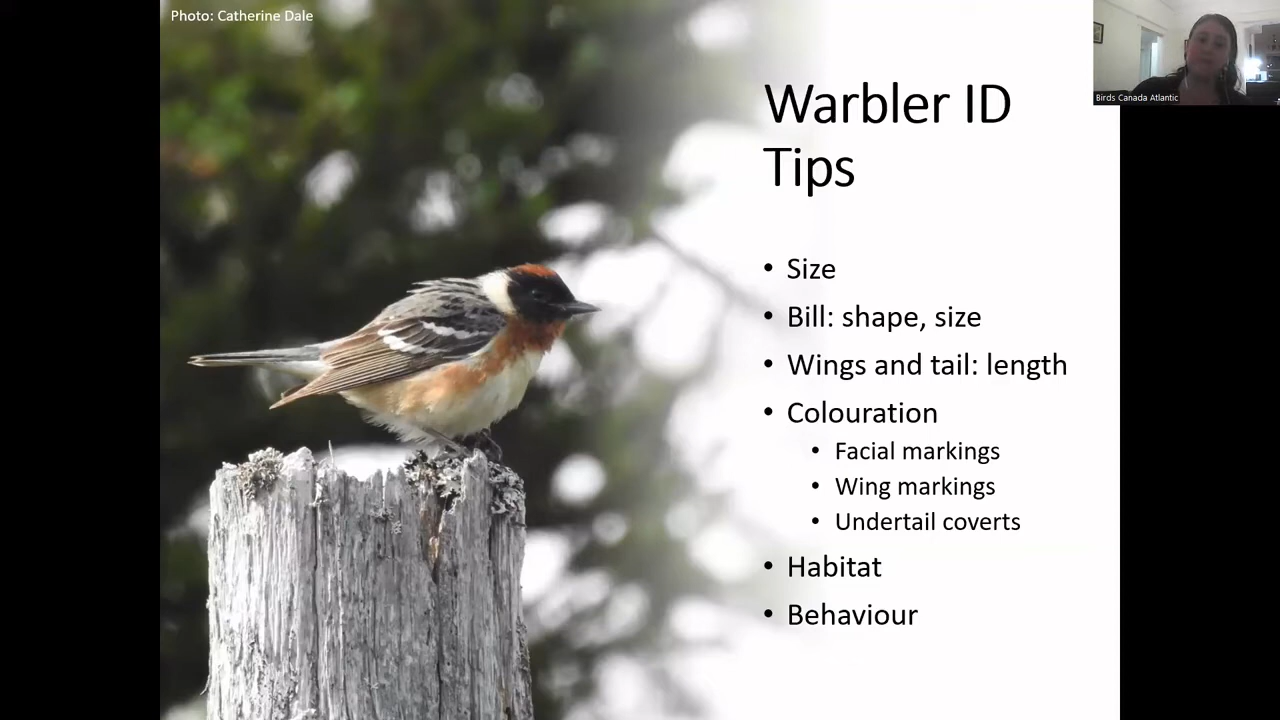 Photo: Catherine Dale
Warbler ID
Tips
• Size
• Bill: shape, size
• Wings and tail: length
• Colouration
• Facial markings
• Wing markings
• Undertail coverts
• Habitat
• Behaviour
Birds Canada Atlantic